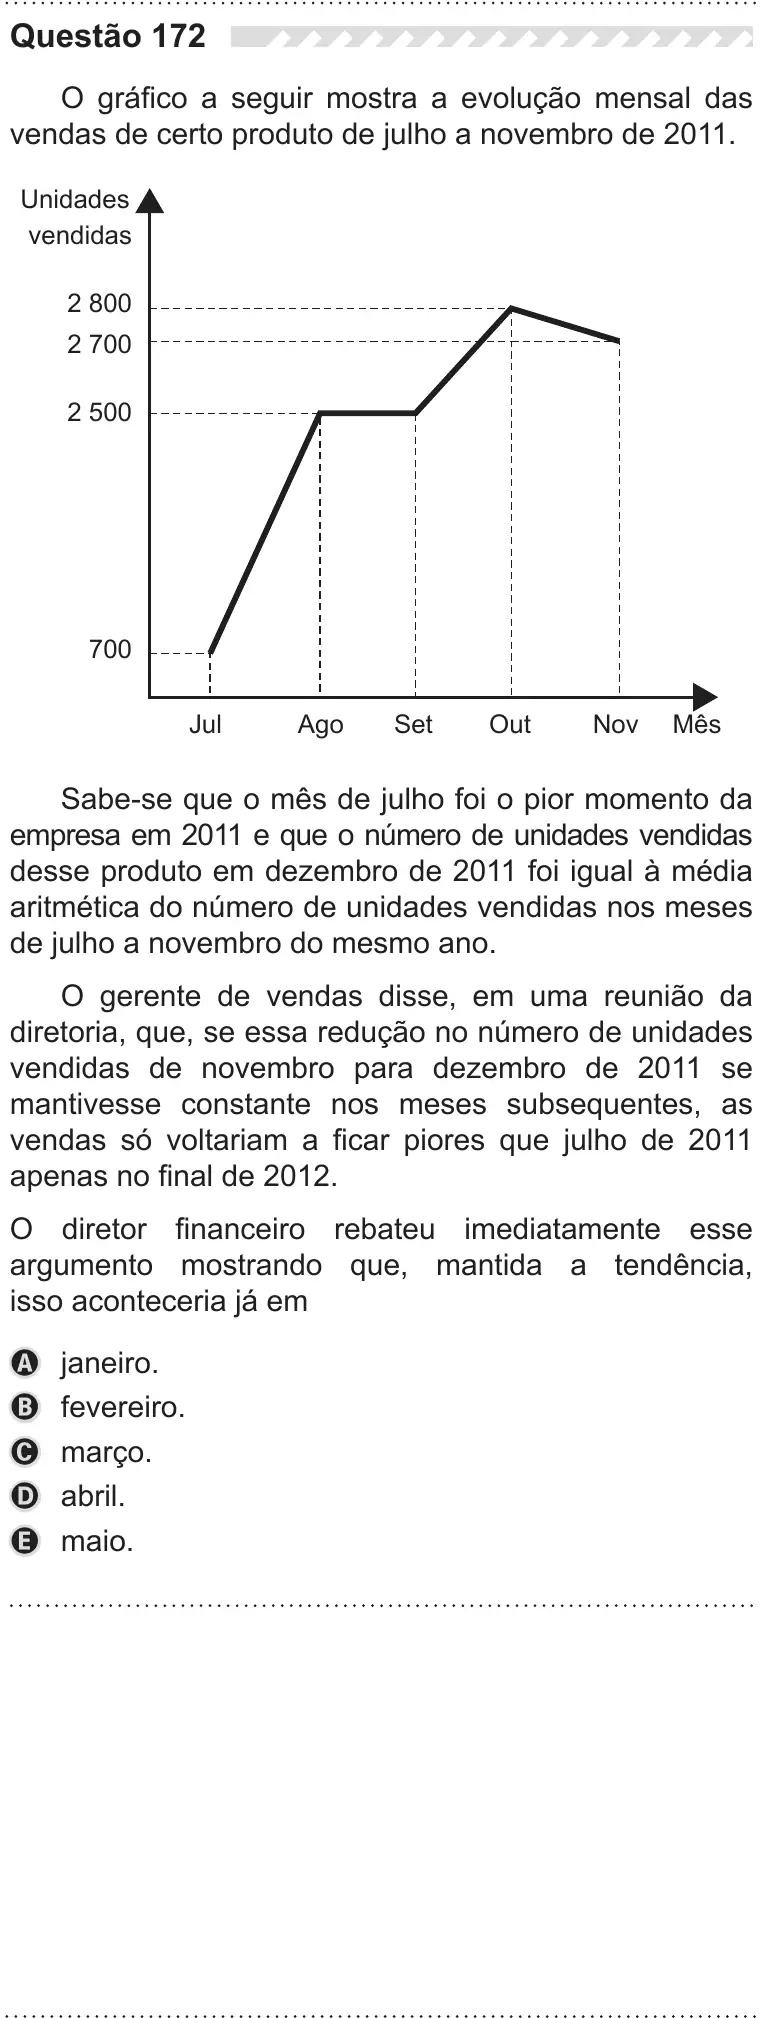 Questão 172
O gráfico a seguir mostra a evolução mensal das
vendas de certo produto de julho a novembro de 2011.
Unidades
vendidas
2 800
2 700
2 500
700
Jul Ago Set Out Nov Mês
Sabe-se que o mês de julho foi o pior momento da
empresa em 2011 e que o número de unidades vendidas
desse produto em dezembro de 2011 foi igual à média
aritmética do número de unidades vendidas nos meses
de julho a novembro do mesmo ano.
O gerente de vendas disse, em uma reunião da
diretoria, que, se essa redução no número de unidades
vendidas de novembro para dezembro de 2011 se
mantivesse constante nos meses subsequentes, as
vendas só voltariam a ficar piores que julho de 2011
apenas no final de 2012.
O diretor financeiro rebateu imediatamente esse
argumento mostrando que, mantida a tendência,
isso aconteceria já em
A janeiro.
B fevereiro.
C março.
D abril.
E maio.